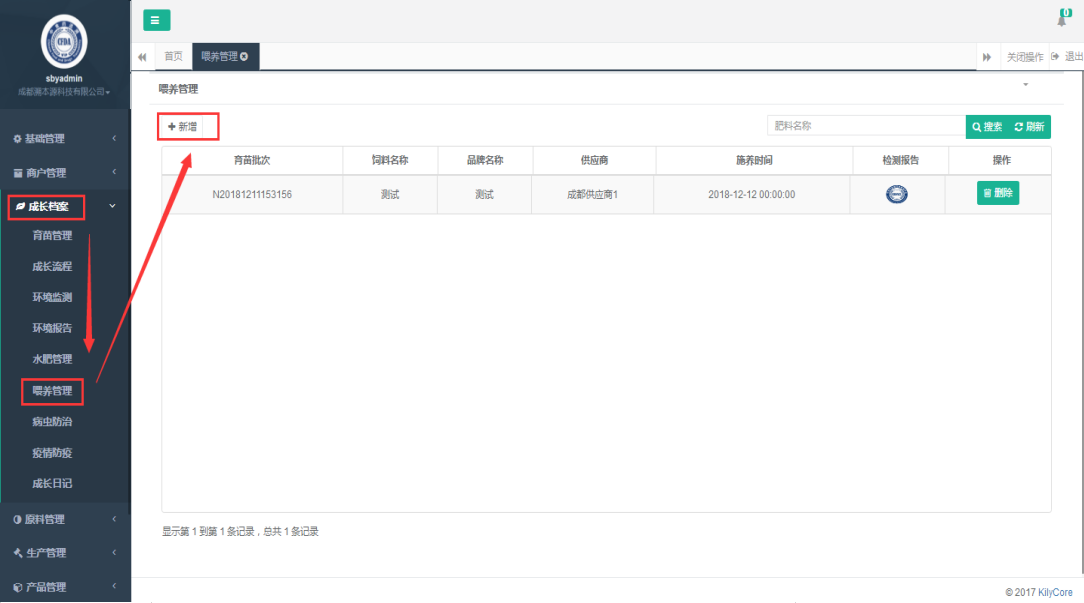 CFDA
sbyadmin
成都溯本源科技有限公司
基础管理
商户管理
成长档案
育苗管理
成长流程
环境监测
环境报告
水肥管理
喂养管理
病虫防治
疫情防疫
成长日记
原料管理
生产管理
产品管理
0
首页
喂养管理
关闭操作
退出
喂养管理
新增
肥料名称
搜索
刷新
育苗批次 饲料名称 品牌名称 供应商 施养时间 检测报告 操作
N20181211153156 测试 测试 成都供应商1 2018-12-12 00:00:00 删除
显示第 1 到第 1 条记录，总共 1 条记录
© 2017 KilyCore